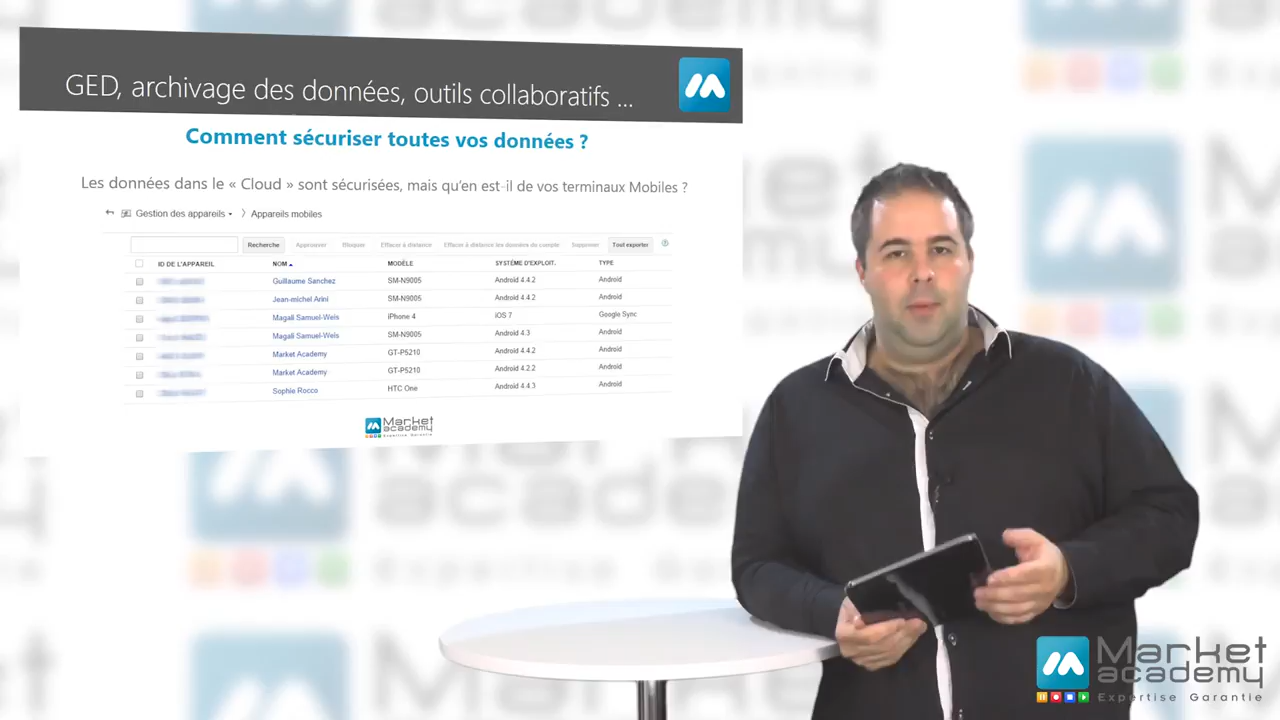 GED, archivage des données, outils collaboratifs ...
Comment sécuriser toutes vos données ?
Les données dans le « Cloud » sont sécurisées, mais qu'en est-il de vos terminaux Mobiles ?
Gestion des appareils > Appareils mobiles
Recherche Approuver Bloquer Effacer à distance Effacer à distance les données du compte Supprimer Tout exporter
ID DE L'APPAREIL NOM MODÈLE SYSTÈME D'EXPLOIT. TYPE
Guillaume Sanchez SM-N9005 Android 4.4.2 Android
Jean-michel Arini SM-N9005 Android 4.4.2 Android
Magali Samuel-Wels iPhone 4 iOS 7 Google Sync
Magali Samuel-Wels SM-N9005 Android 4.3 Android
Market Academy GT-P5210 Android 4.4.2 Android
Market Academy GT-P5210 Android 4.2.2 Android
Sophie Rocco HTC One Android 4.4.3 Android
Market
academy
Expertise Garantie
Market
academy
Expertise Garantie